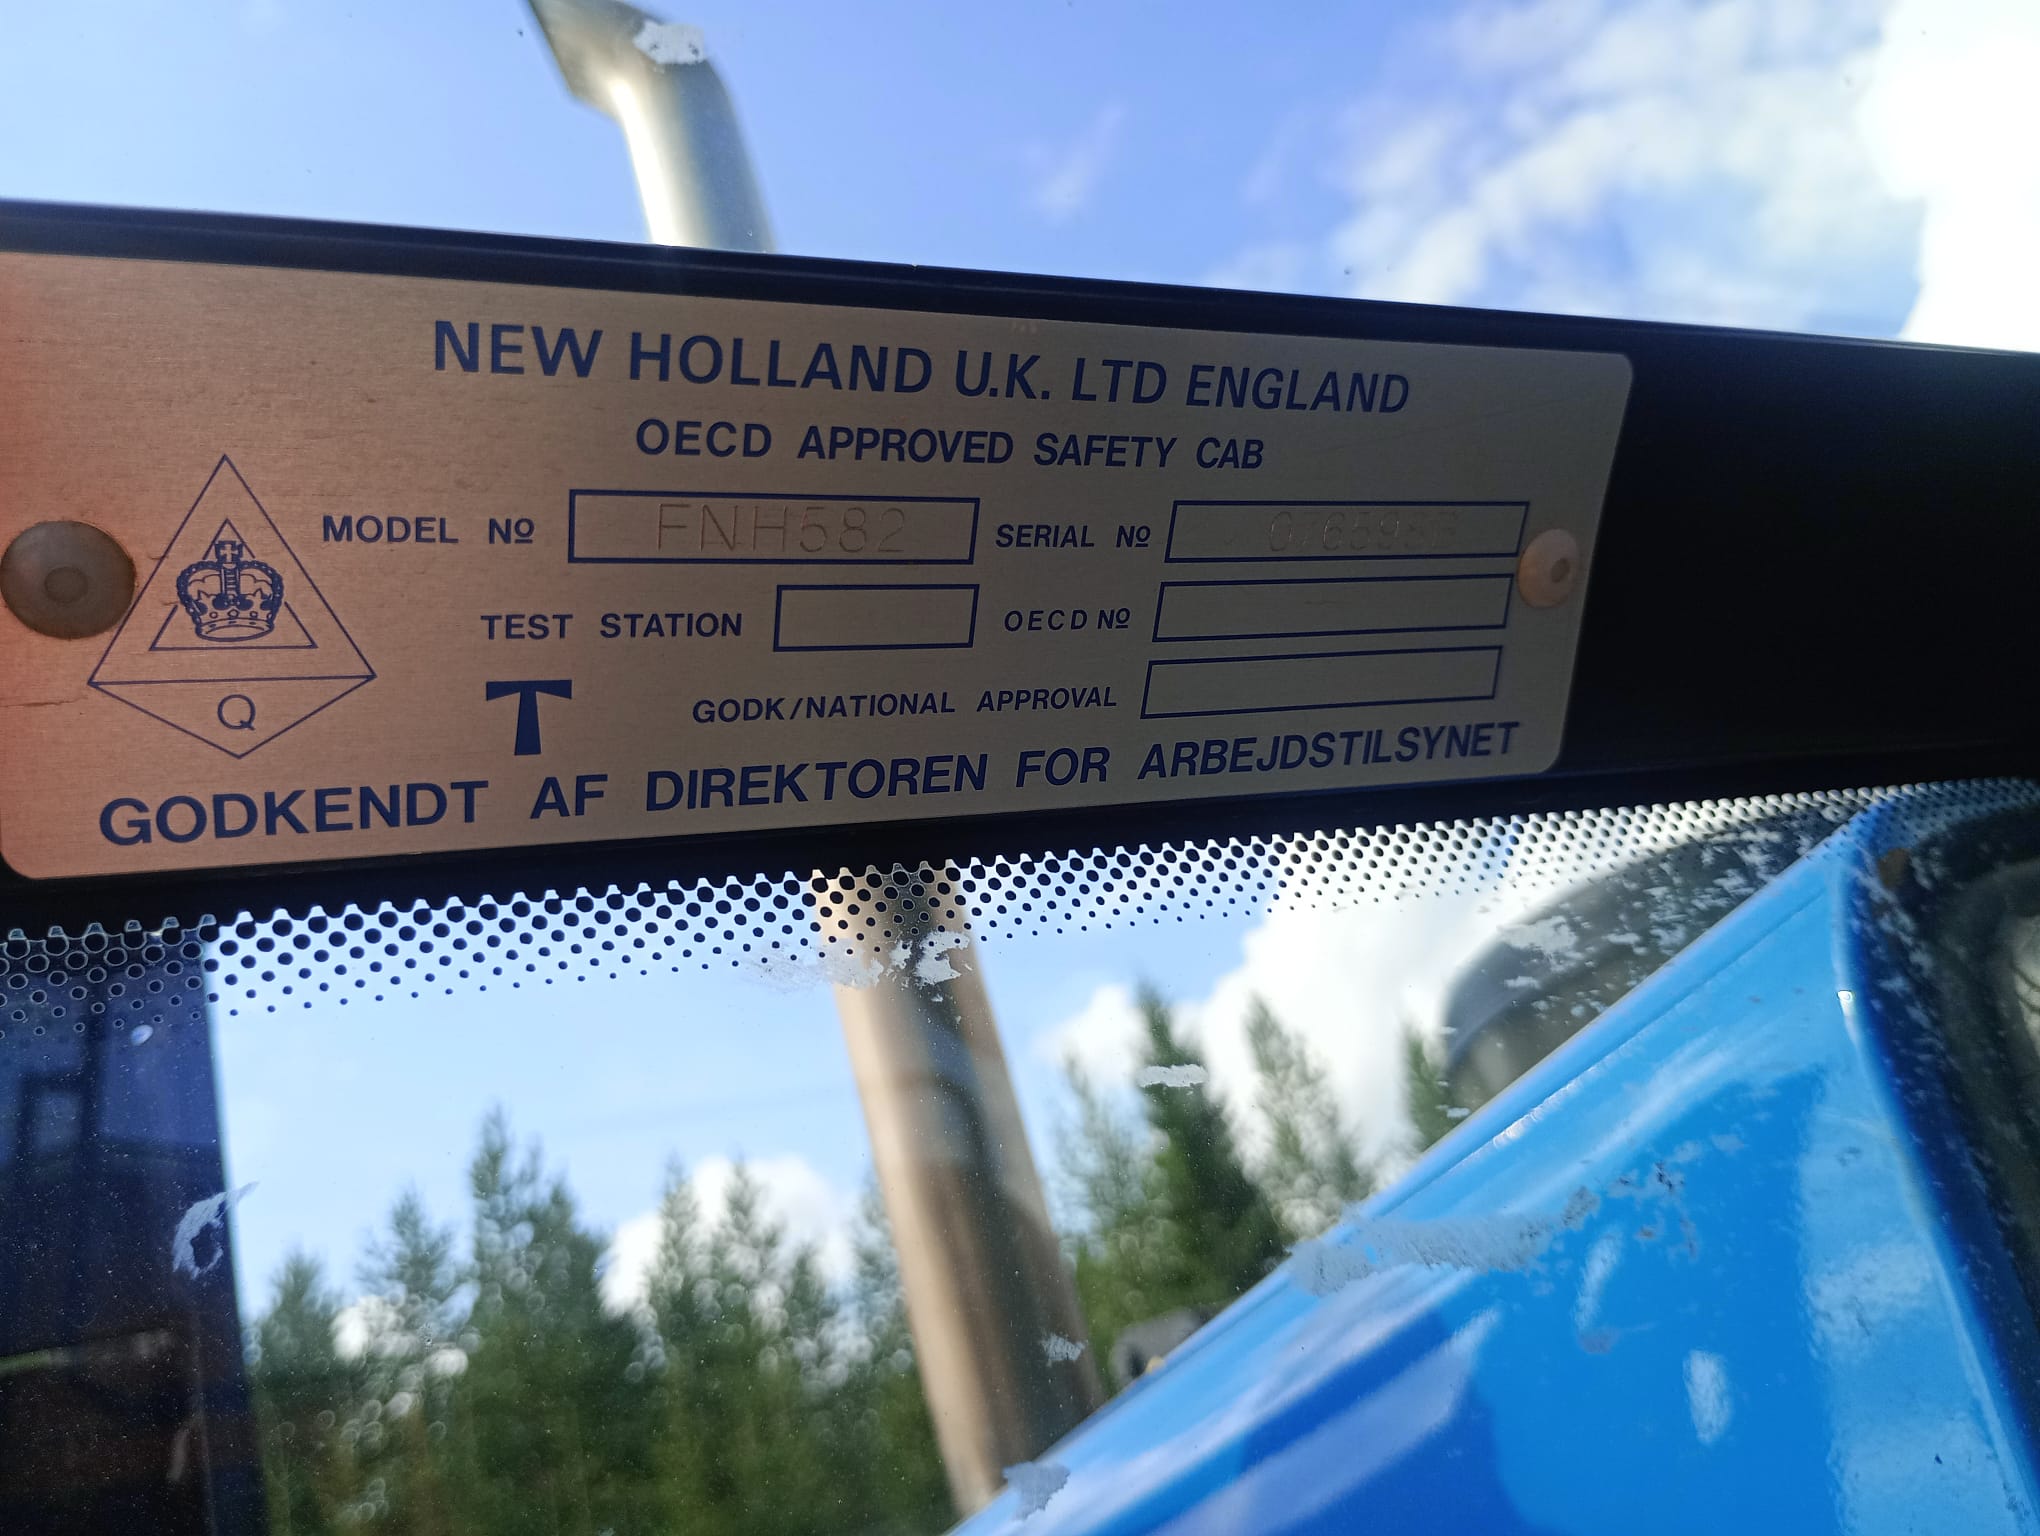 NEW HOLLAND U.K. LTD ENGLAND
OECD APPROVED SAFETY CAB
MODEL Nº FNH582 SERIAL Nº
TEST STATION OECD Nº
T GODK/NATIONAL APPROVAL
Q
GODKENDT AF DIREKTOREN FOR ARBEJDSTILSYNET